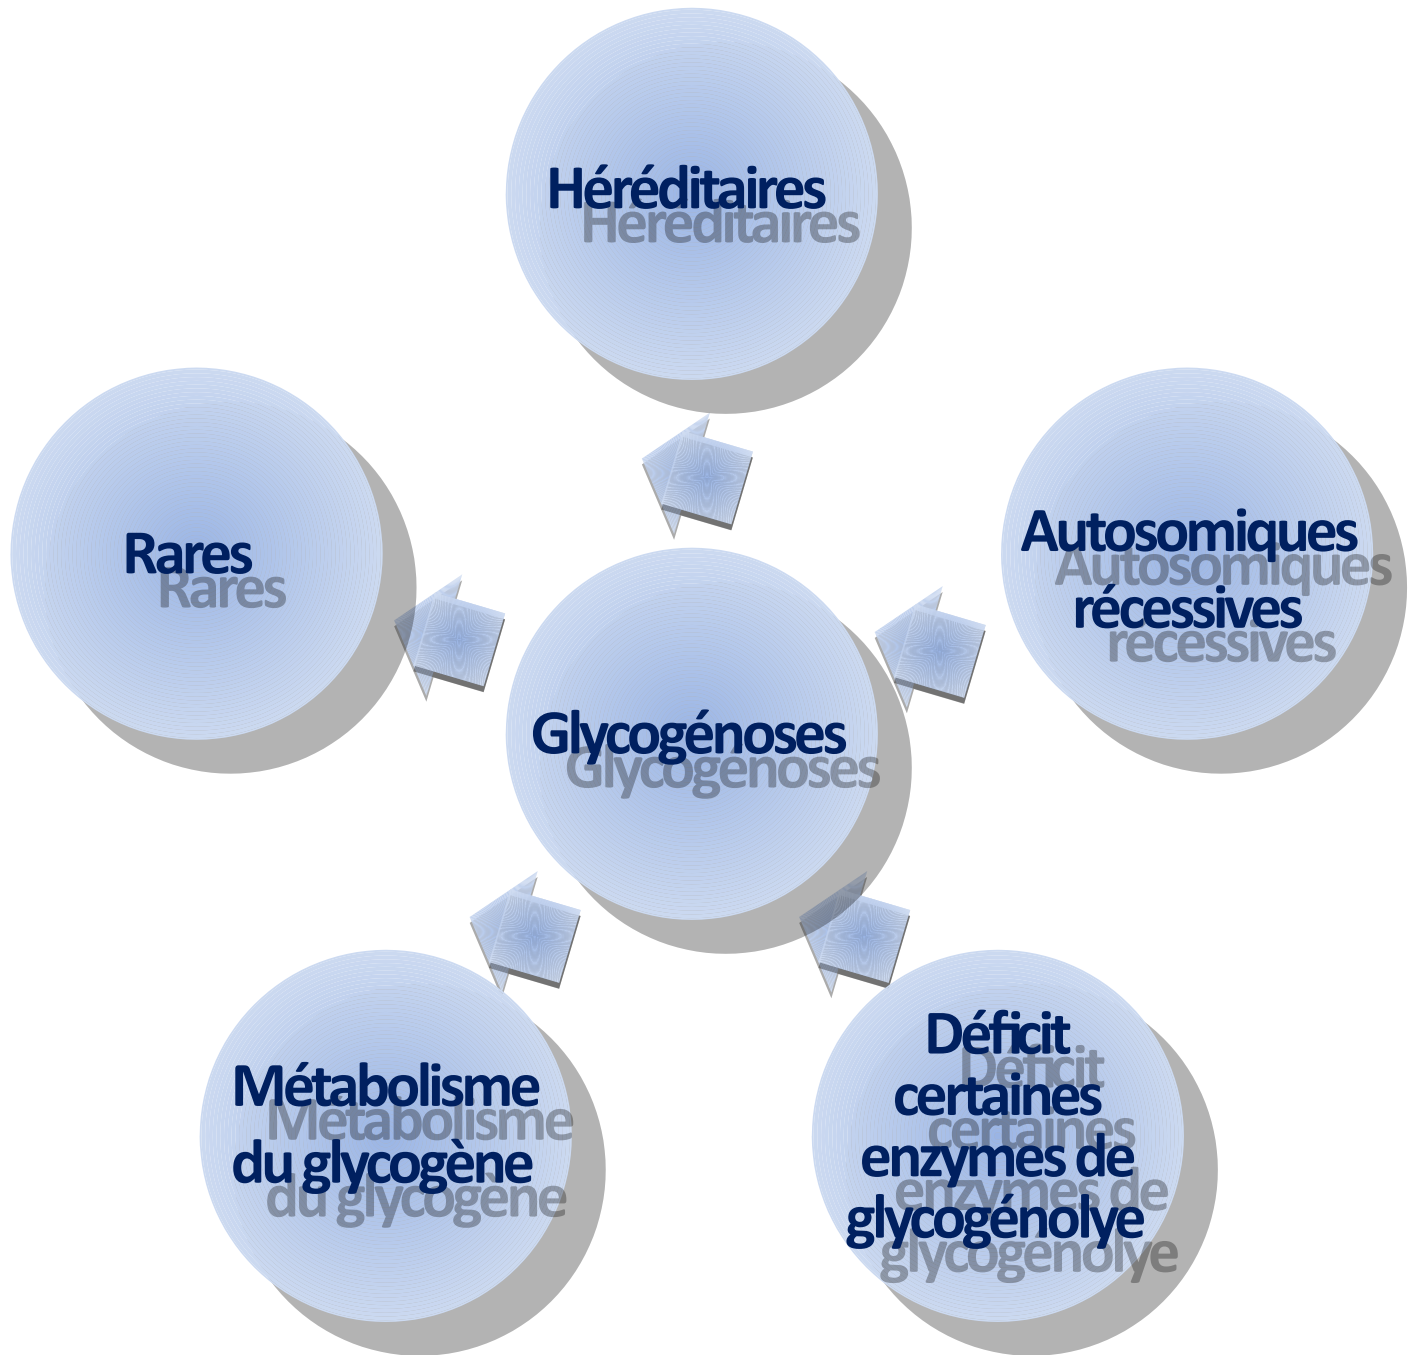 Héréditaires
Rares
Autosomiques
récessives
Glycogénoses
Métabolisme
du glycogène
Déficit
certaines
enzymes de
glycogénolye